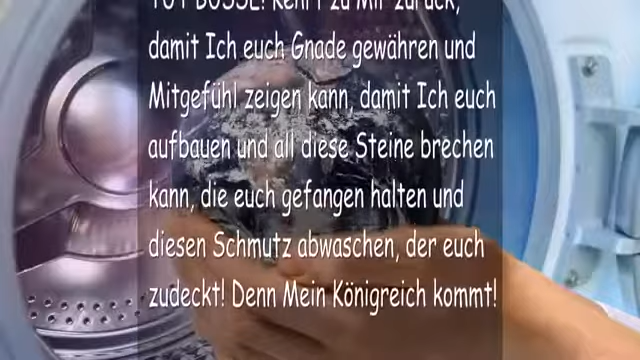 TUT BUSSE! Kehrt zu Mir zurück,
damit Ich euch Gnade gewähren und
Mitgefühl zeigen kann, damit Ich euch
aufbauen und all diese Steine brechen
kann, die euch gefangen halten und
diesen Schmutz abwaschen, der euch
zudeckt! Denn Mein Königreich kommt!